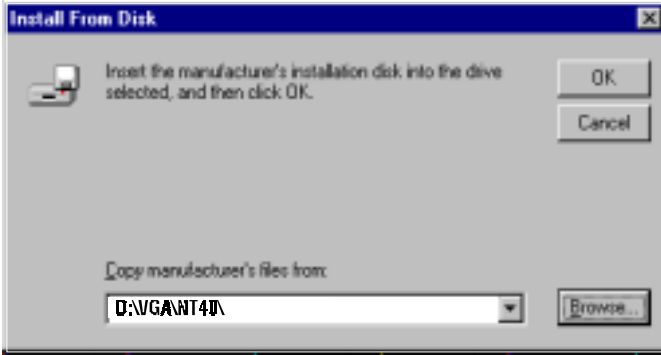 Install From Disk
Insert the manufacturer's installation disk into the drive
selected, and then click OK.
OK
Cancel
Copy manufacturer's files from:
D:\VGA\NT40\
Browse...